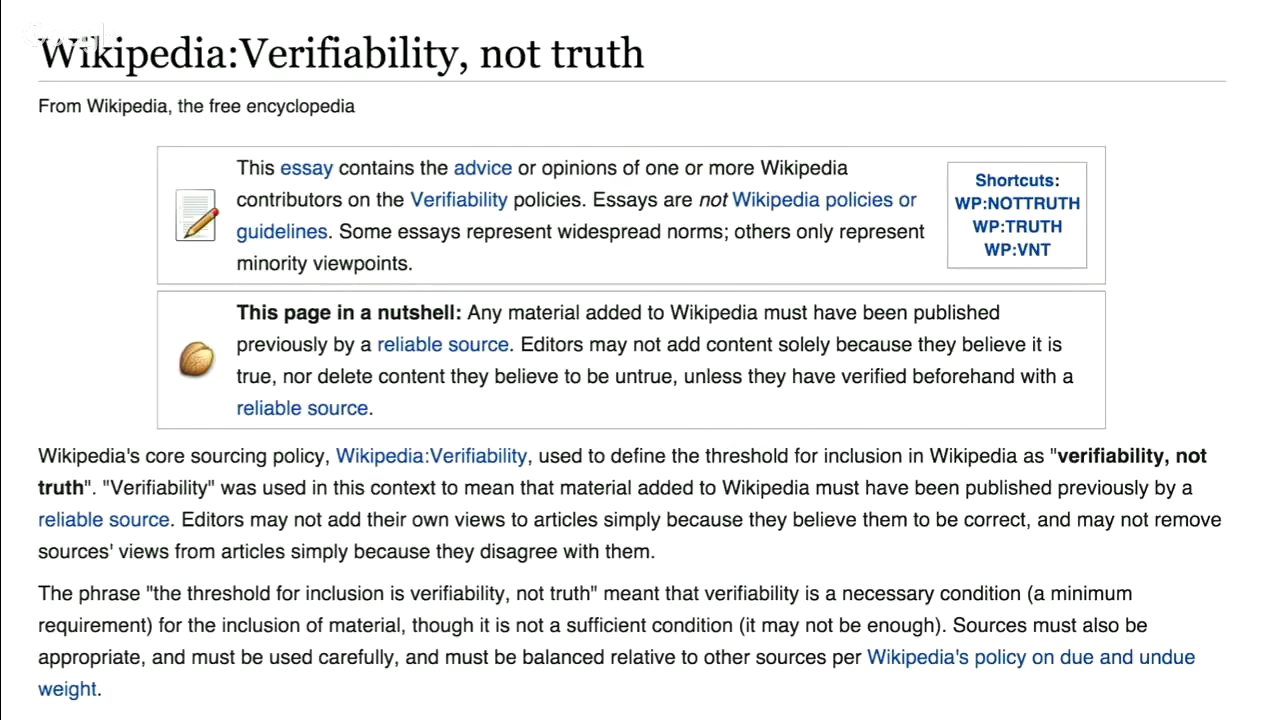 Wikipedia:Verifiability, not truth
From Wikipedia, the free encyclopedia
This essay contains the advice or opinions of one or more Wikipedia
contributors on the Verifiability policies. Essays are not Wikipedia policies or
guidelines. Some essays represent widespread norms; others only represent
minority viewpoints.
Shortcuts:
WP:NOTTRUTH
WP:TRUTH
WP:VNT
This page in a nutshell: Any material added to Wikipedia must have been published
previously by a reliable source. Editors may not add content solely because they believe it is
true, nor delete content they believe to be untrue, unless they have verified beforehand with a
reliable source.
Wikipedia's core sourcing policy, Wikipedia:Verifiability, used to define the threshold for inclusion in Wikipedia as "verifiability, not
truth". "Verifiability" was used in this context to mean that material added to Wikipedia must have been published previously by a
reliable source. Editors may not add their own views to articles simply because they believe them to be correct, and may not remove
sources' views from articles simply because they disagree with them.
The phrase "the threshold for inclusion is verifiability, not truth" meant that verifiability is a necessary condition (a minimum
requirement) for the inclusion of material, though it is not a sufficient condition (it may not be enough). Sources must also be
appropriate, and must be used carefully, and must be balanced relative to other sources per Wikipedia's policy on due and undue
weight.